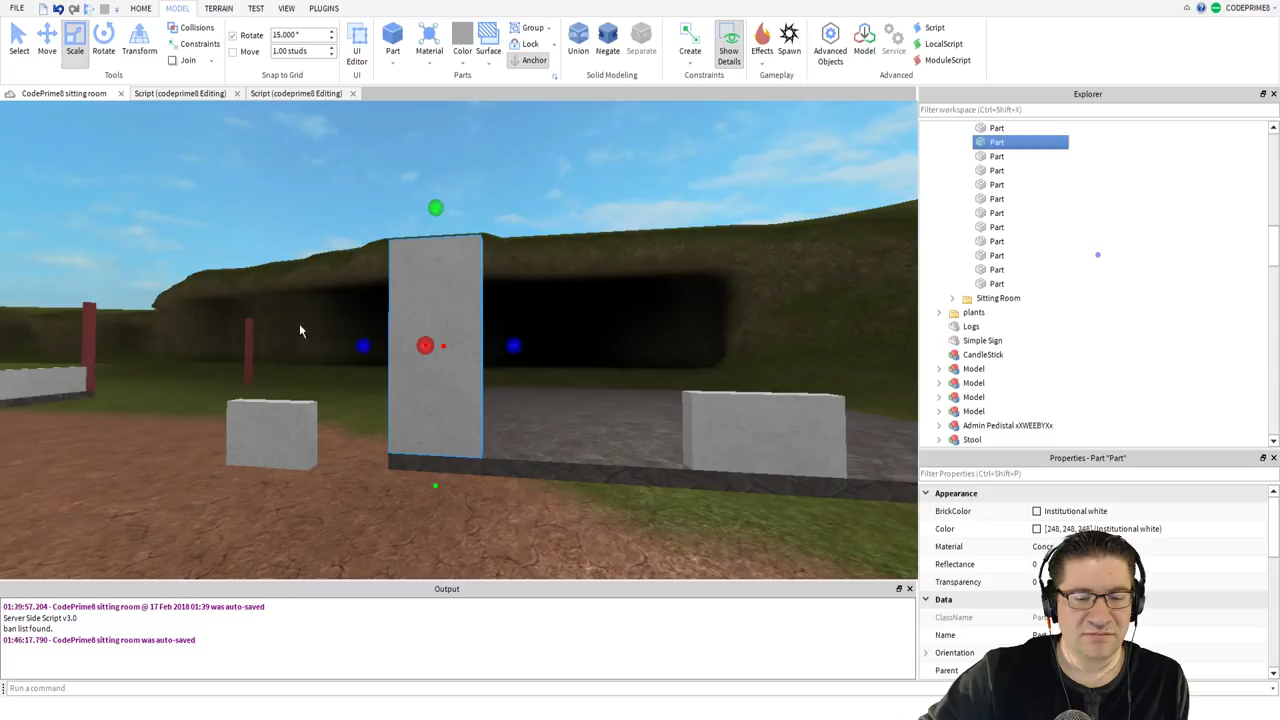 FILE HOME MODEL TERRAIN TEST VIEW PLUGINS CODEPRIME8
Select Move Scale Rotate Transform
Collisions
Constraints
Join
Tools
Rotate 15.000°
Move 1.00 studs
Snap to Grid
UI Editor
UI
Part Material Color Surface
Group
Lock
Anchor
Parts
Union Negate Separate
Solid Modeling
Create Show Details
Constraints
Effects Spawn
Gameplay
Advanced Objects Model Service
Script
LocalScript
ModuleScript
Advanced
CodePrime8 sitting room Script (codeprime8 Editing) Script (codeprime8 Editing)
Explorer
Filter workspace (Ctrl+Shift+X)
Part
Part
Part
Part
Part
Part
Part
Part
Part
Part
Part
Part
Sitting Room
plants
Logs
Simple Sign
CandleStick
Model
Model
Model
Model
Admin Pedistal xXWEEBYXx
Stool
Properties - Part "Part"
Filter Properties (Ctrl+Shift+P)
Appearance
BrickColor Institutional white
Color [248, 248, 248] (Institutional white)
Material
Reflectance 0
Transparency 0
Data
ClassName
Name
Orientation
Parent
Output
01:39:57.204 - CodePrime8 sitting room @ 17 Feb 2018 01:39 was auto-saved
Server Side Script v3.0
ban list found.
01:46:17.790 - CodePrime8 sitting room was auto-saved
Run a command